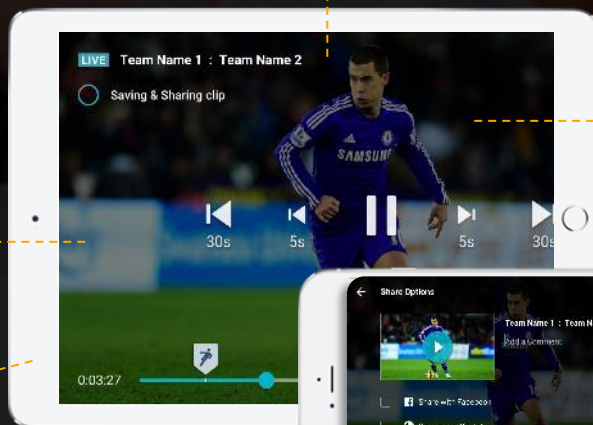 LIVE Team Name 1 : Team Name 2
Saving & Sharing clip
SAMSUNG
30s 5s 5s 30s
0:03:27
Share Options
Team Name 1 : Team N
Add a Comment
Share with Facebook